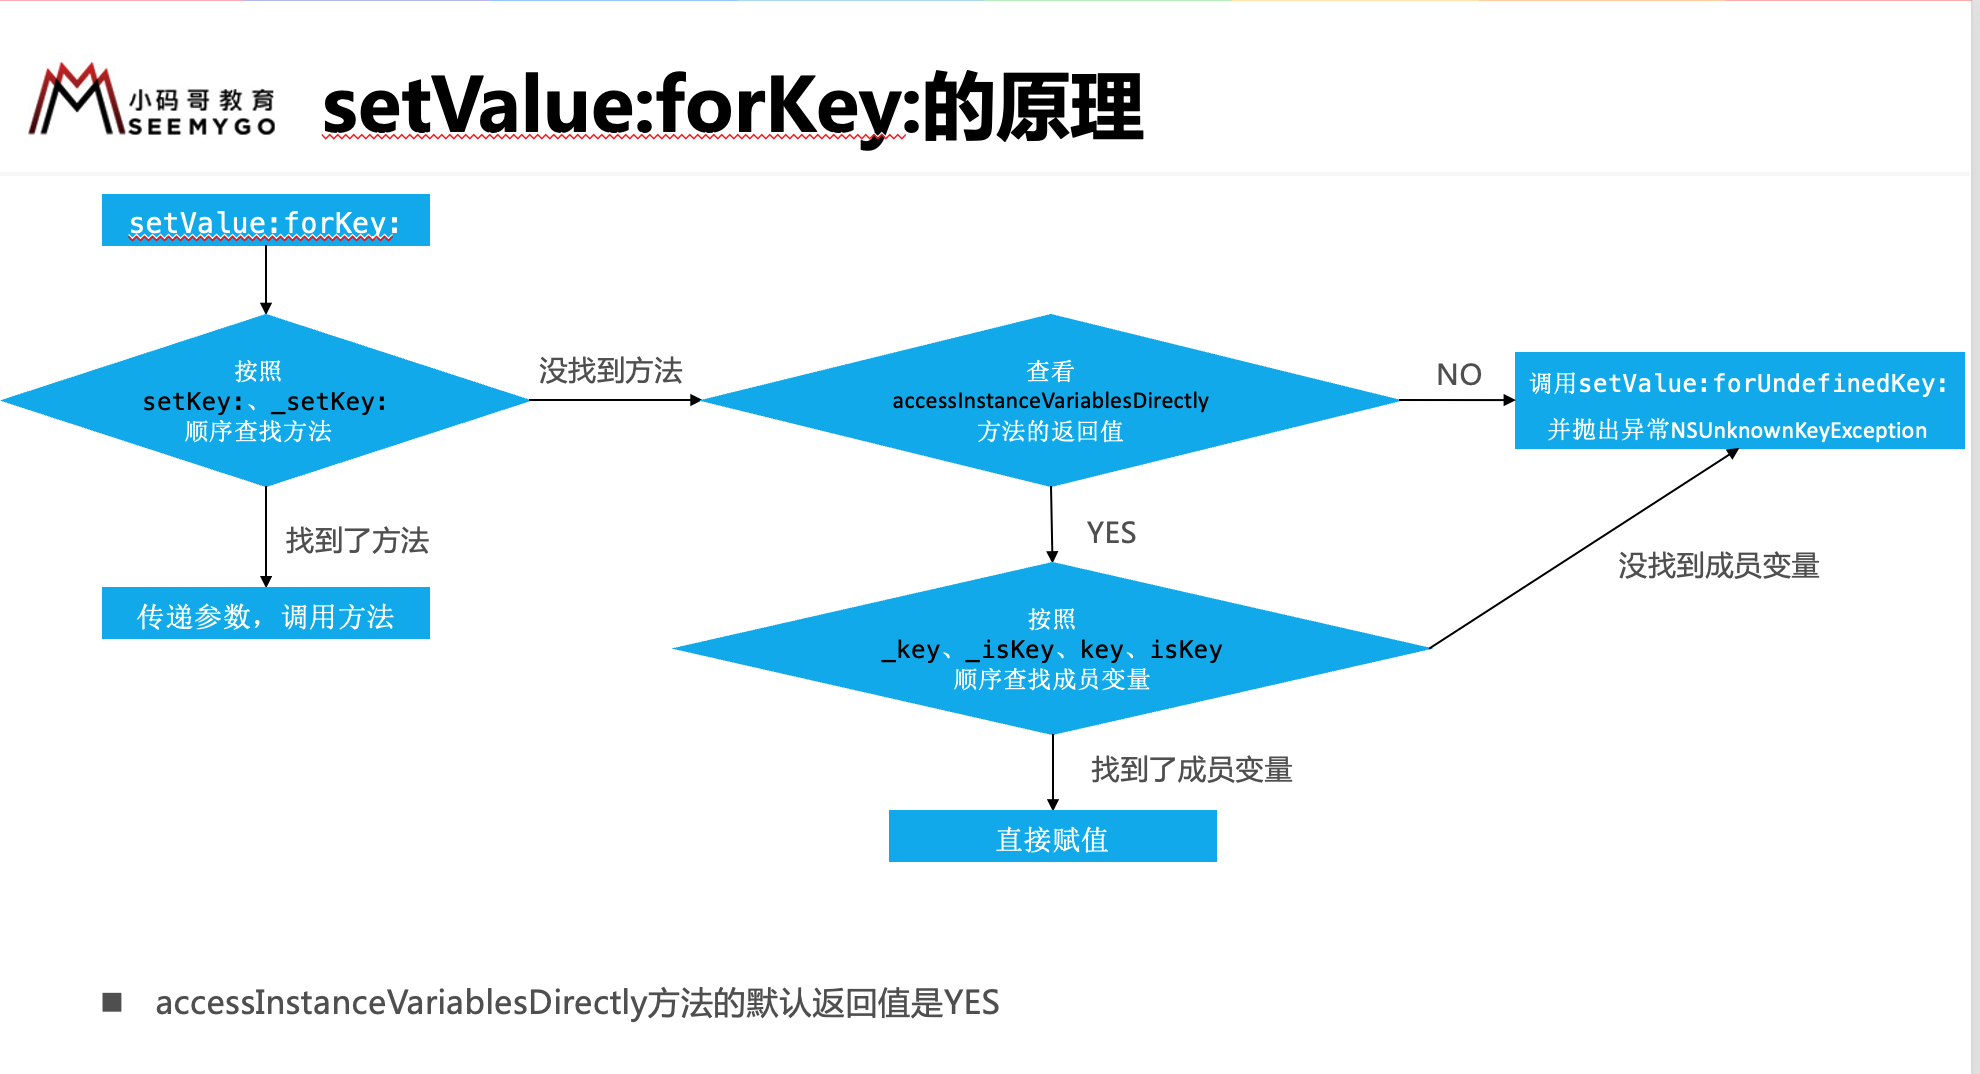 小码哥教育
SEEMYGO
setValue:forKey:的原理
setValue:forKey:
按照
setKey:、_setKey:
顺序查找方法
没找到方法
查看
accessInstanceVariablesDirectly
方法的返回值
NO
调用setValue:forUndefinedKey:
并抛出异常NSUnknownKeyException
找到了方法
YES
传递参数，调用方法
按照
_key、_isKey、key、isKey
顺序查找成员变量
没找到成员变量
找到了成员变量
直接赋值
accessInstanceVariablesDirectly方法的默认返回值是YES